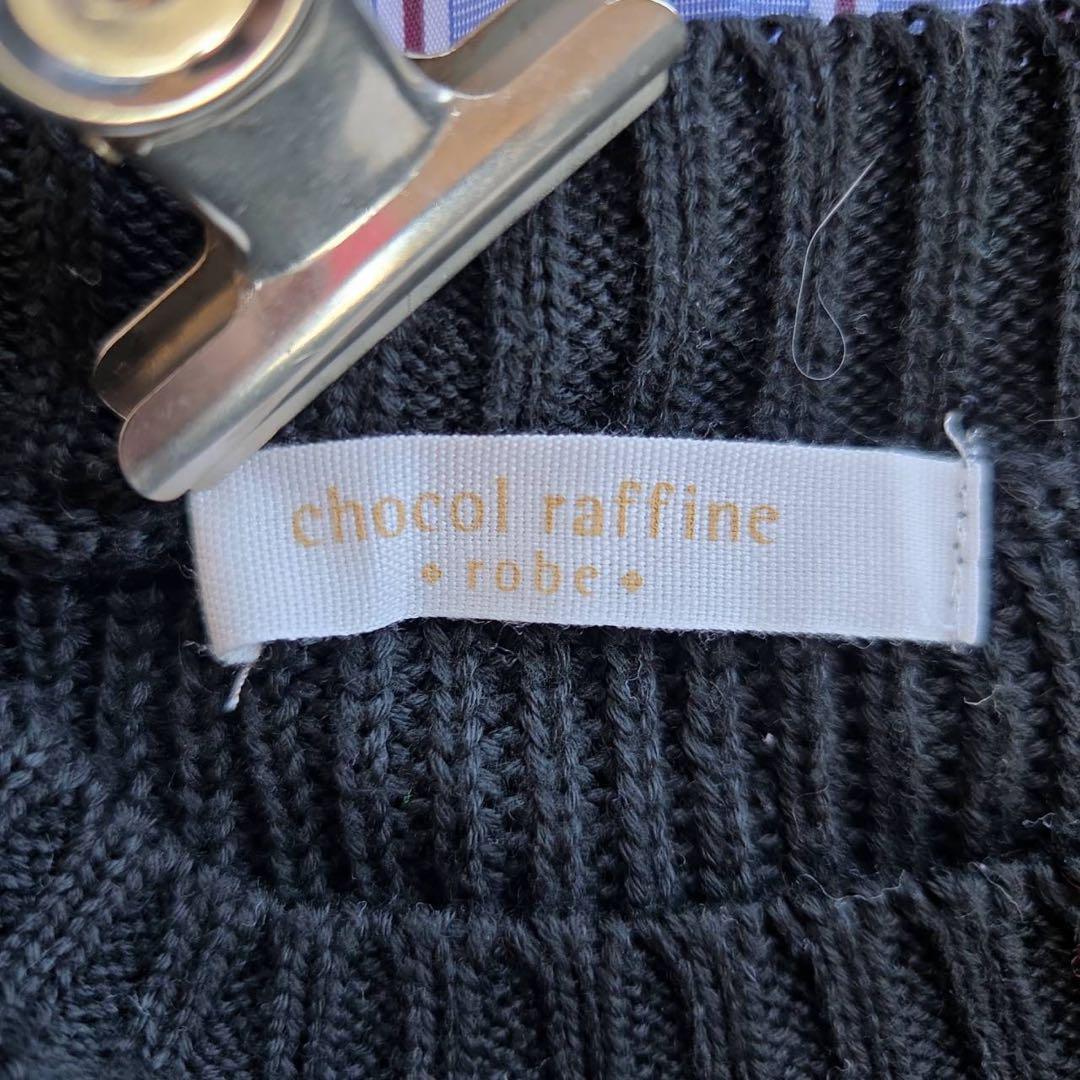 chocol raffine
◆ robe ◆